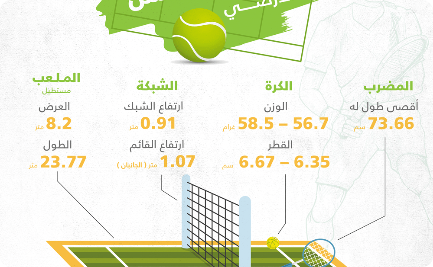 المضرب
أقصى طول له
73.66 سم
الكرة
الوزن
56.7 – 58.5 غرام
القطر
6.35 – 6.67 سم
الشبكة
ارتفاع الشبك
0.91 متر
ارتفاع القائم
1.07 متر ( الجانبان )
الملعب
مستطيل
العرض
8.2 متر
الطول
23.77 متر